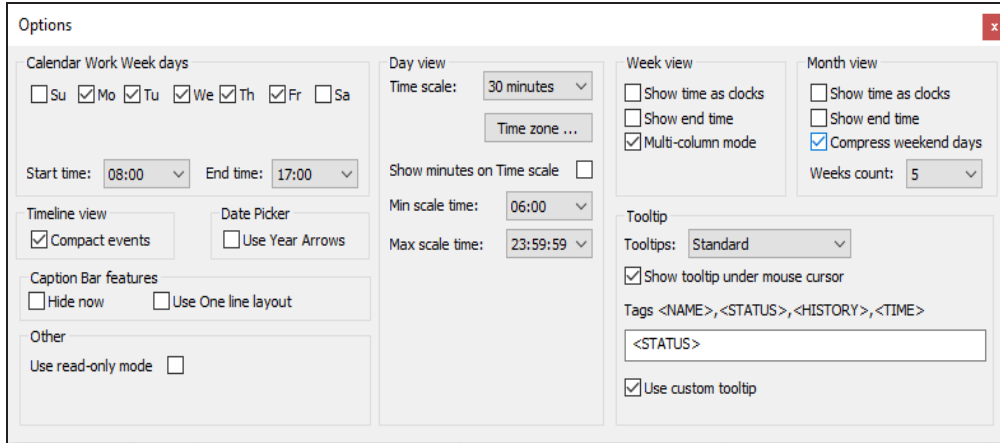 Options
x
Calendar Work Week days
Su Mo Tu We Th Fr Sa
Start time: 08:00 End time: 17:00
Timeline view
Compact events
Date Picker
Use Year Arrows
Caption Bar features
Hide now Use One line layout
Other
Use read-only mode
Day view
Time scale: 30 minutes
Time zone ...
Show minutes on Time scale
Min scale time: 06:00
Max scale time: 23:59:59
Week view
Show time as clocks
Show end time
Multi-column mode
Month view
Show time as clocks
Show end time
Compress weekend days
Weeks count: 5
Tooltip
Tooltips: Standard
Show tooltip under mouse cursor
Tags <NAME>,<STATUS>,<HISTORY>,<TIME>
<STATUS>
Use custom tooltip